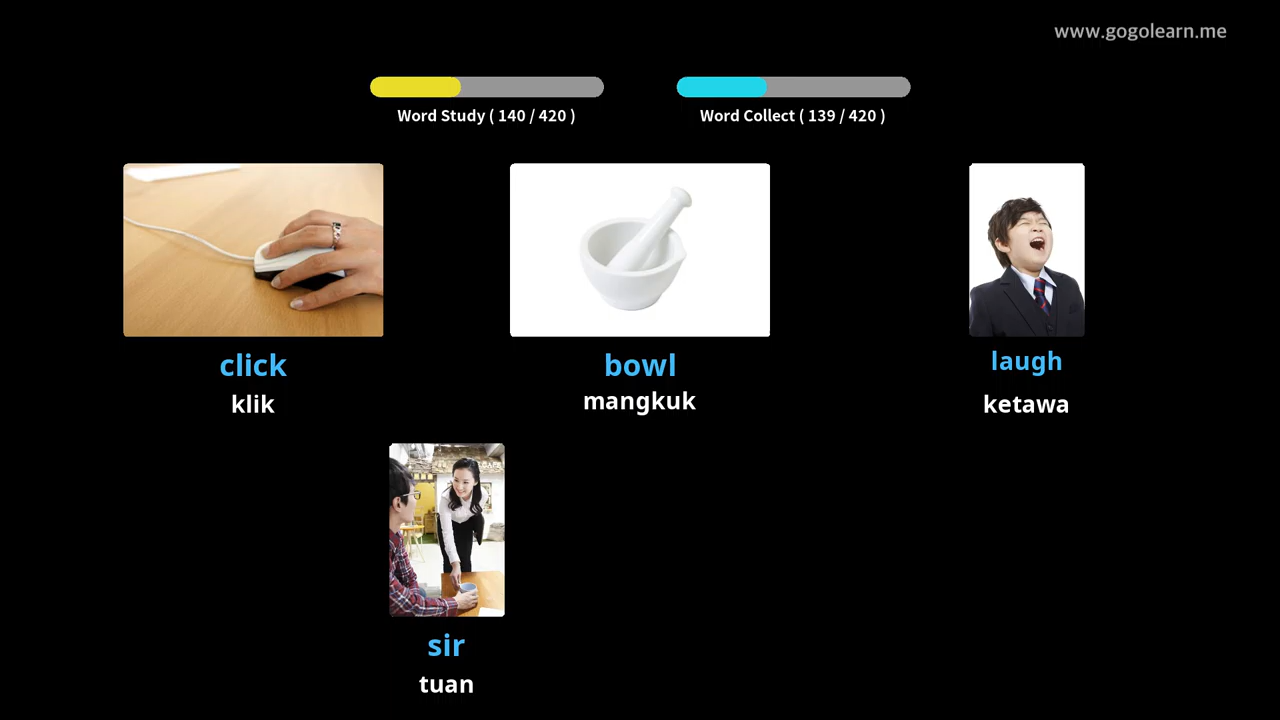 www.gogolearn.me
Word Study ( 140 / 420 )
Word Collect ( 139 / 420 )
click
klik
bowl
mangkuk
laugh
ketawa
sir
tuan